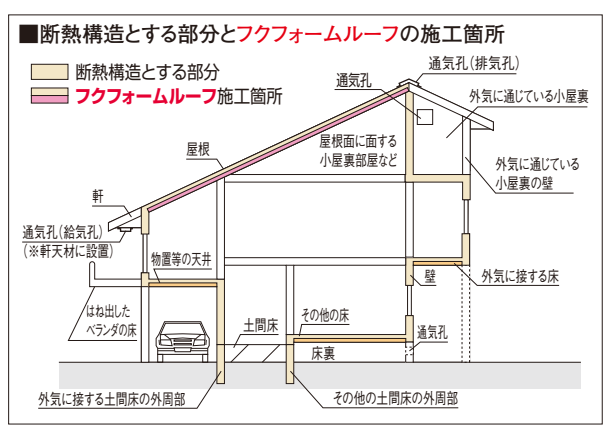 ■断熱構造とする部分とフクフォームルーフの施工箇所
断熱構造とする部分
フクフォームルーフ施工箇所
通気孔(排気孔)
通気孔
外気に通じている小屋裏
屋根
屋根面に面する
小屋裏部屋など
外気に通じている
小屋裏の壁
軒
通気孔(給気孔)
(※軒天材に設置)
物置等の天井
壁
外気に接する床
はね出した
ベランダの床
土間床
その他の床
通気孔
床裏
外気に接する土間床の外周部
その他の土間床の外周部